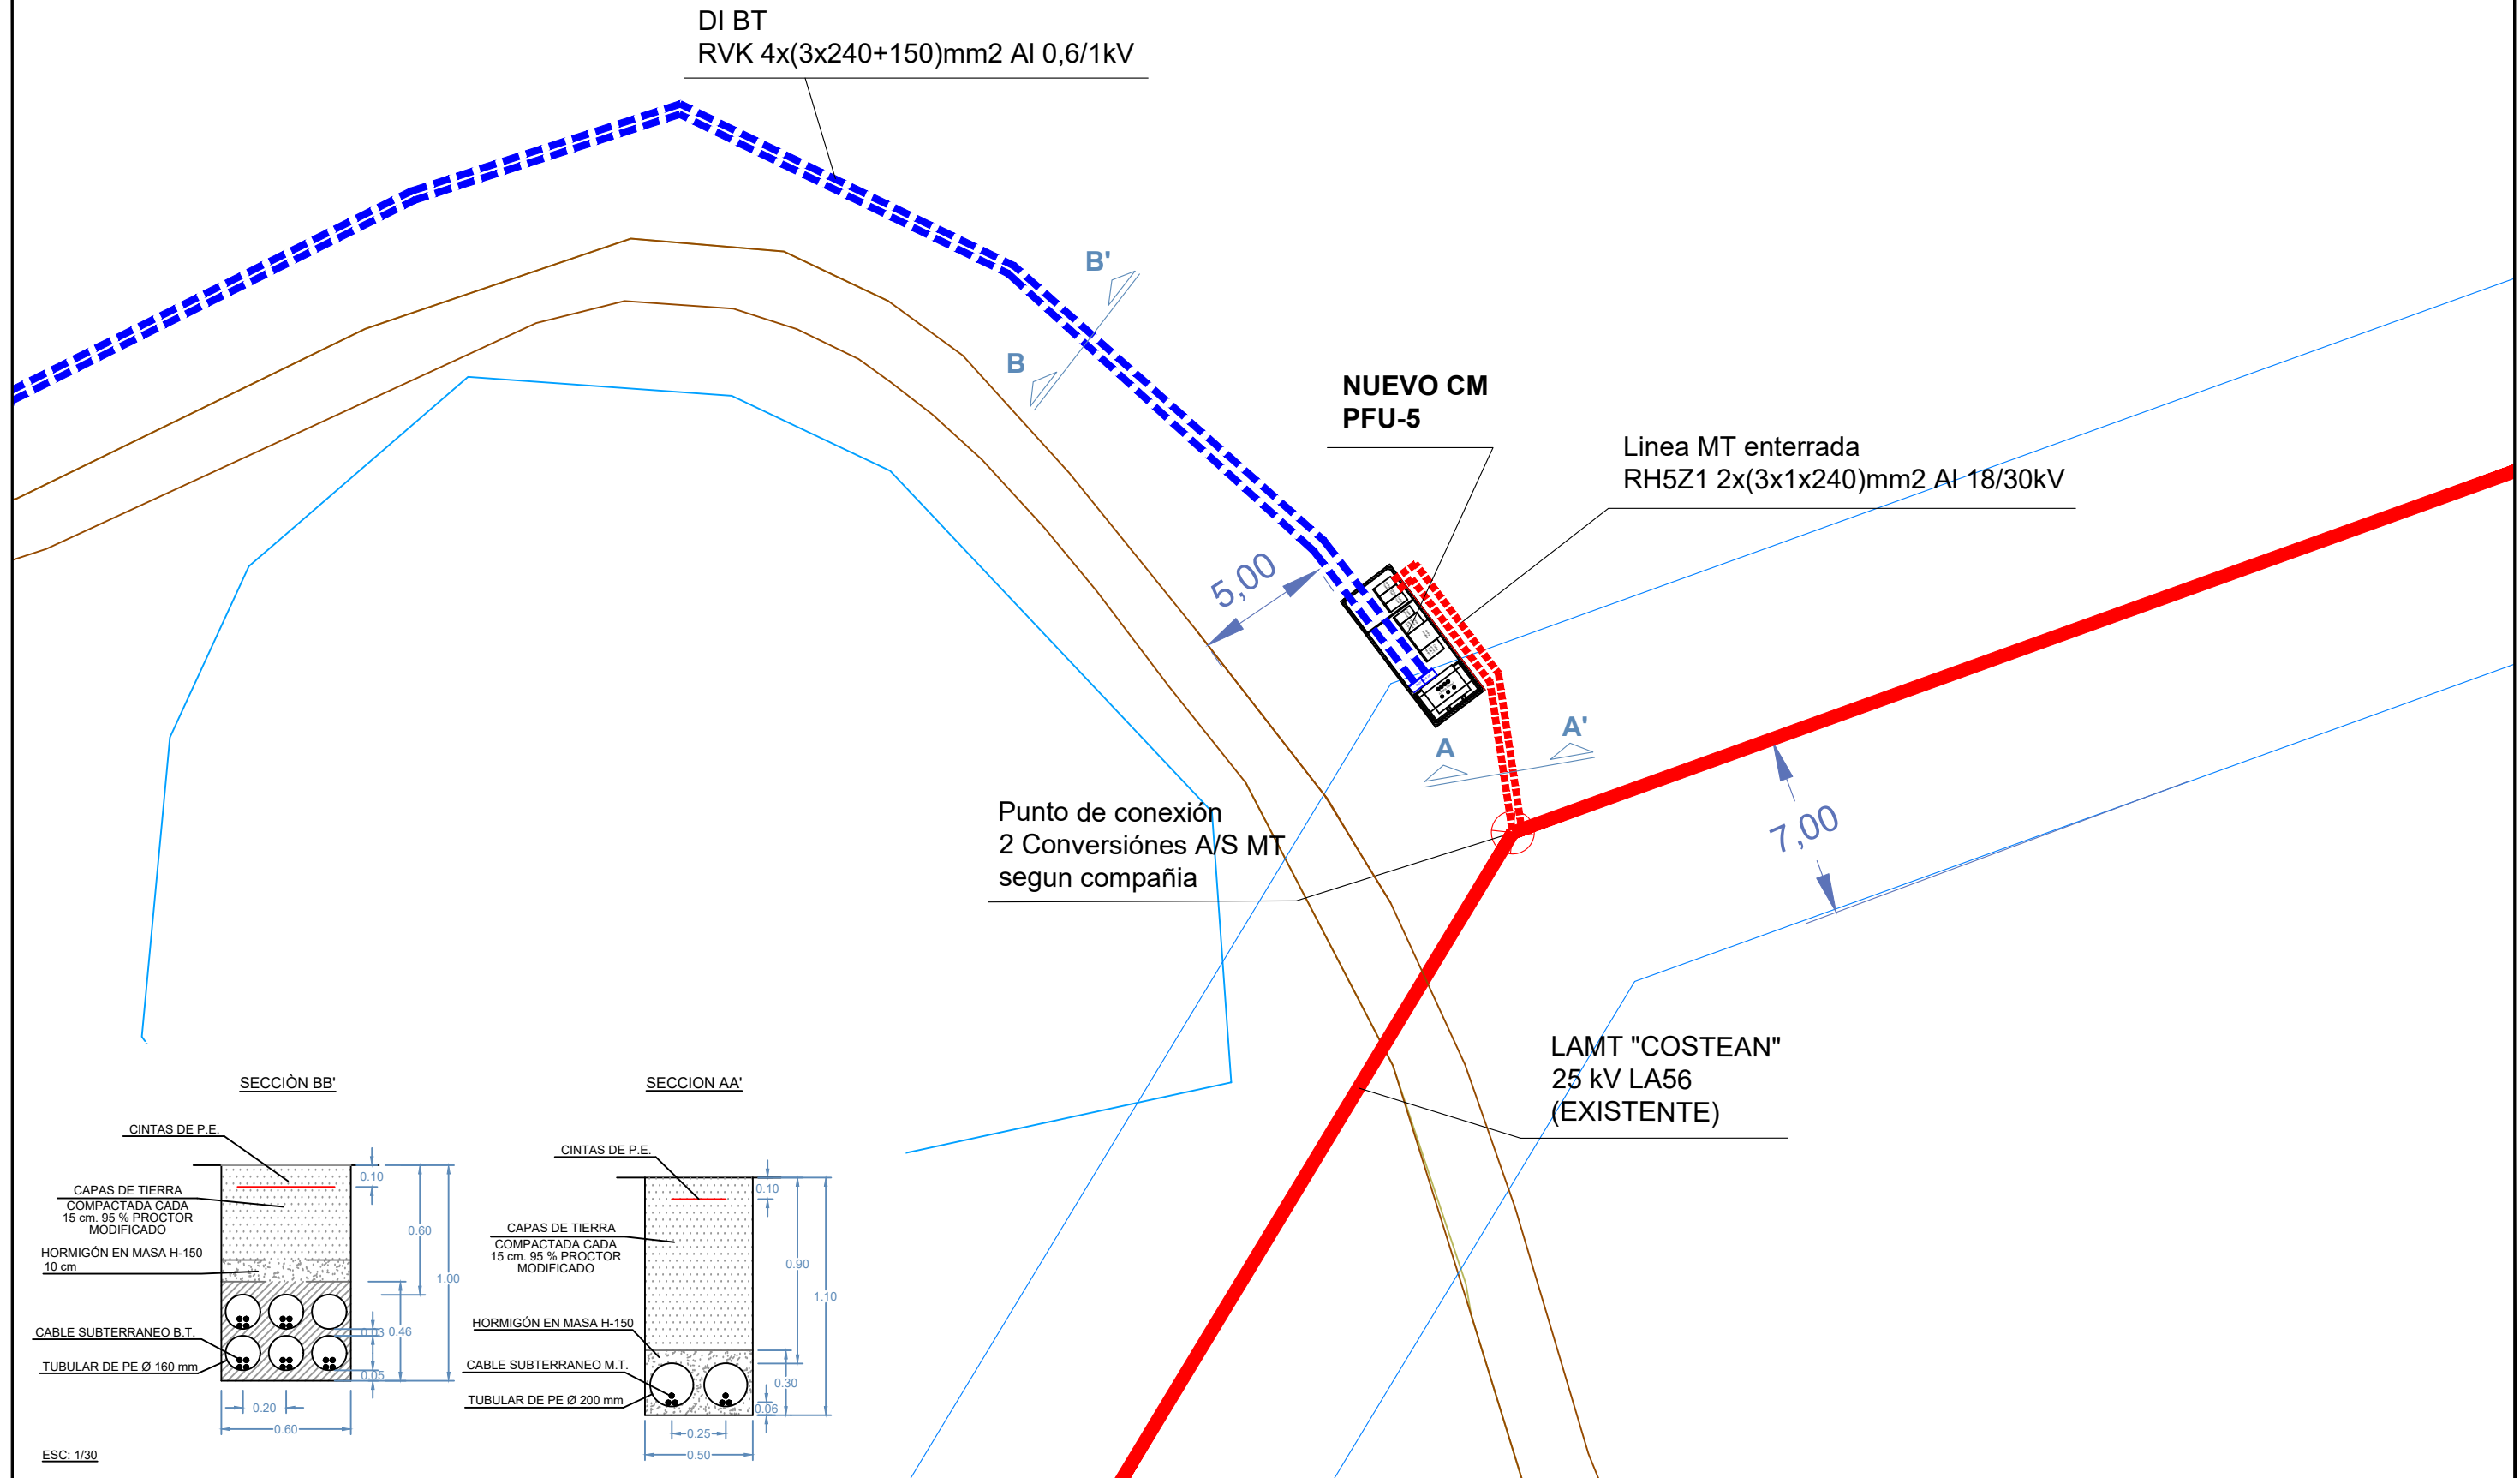 DI BT
RVK 4x(3x240+150)mm2 Al 0,6/1kV
B'
B
NUEVO CM
PFU-5
Linea MT enterrada
RH5Z1 2x(3x1x240)mm2 Al 18/30kV
5,00
A
A'
Punto de conexión
2 Conversiónes A/S MT
segun compañia
7,00
LAMT "COSTEAN"
25 kV LA56
(EXISTENTE)
SECCIÒN BB'
CINTAS DE P.E.
CAPAS DE TIERRA
COMPACTADA CADA
15 cm. 95 % PROCTOR
MODIFICADO
HORMIGÓN EN MASA H-150
10 cm
CABLE SUBTERRANEO B.T.
TUBULAR DE PE Ø 160 mm
0.10
0.60
1.00
0.03
0.46
0.05
0.20
0.60
ESC: 1/30
SECCION AA'
CINTAS DE P.E.
CAPAS DE TIERRA
COMPACTADA CADA
15 cm. 95 % PROCTOR
MODIFICADO
HORMIGÓN EN MASA H-150
CABLE SUBTERRANEO M.T.
TUBULAR DE PE Ø 200 mm
0.10
0.90
1.10
0.30
0.06
0.25
0.50